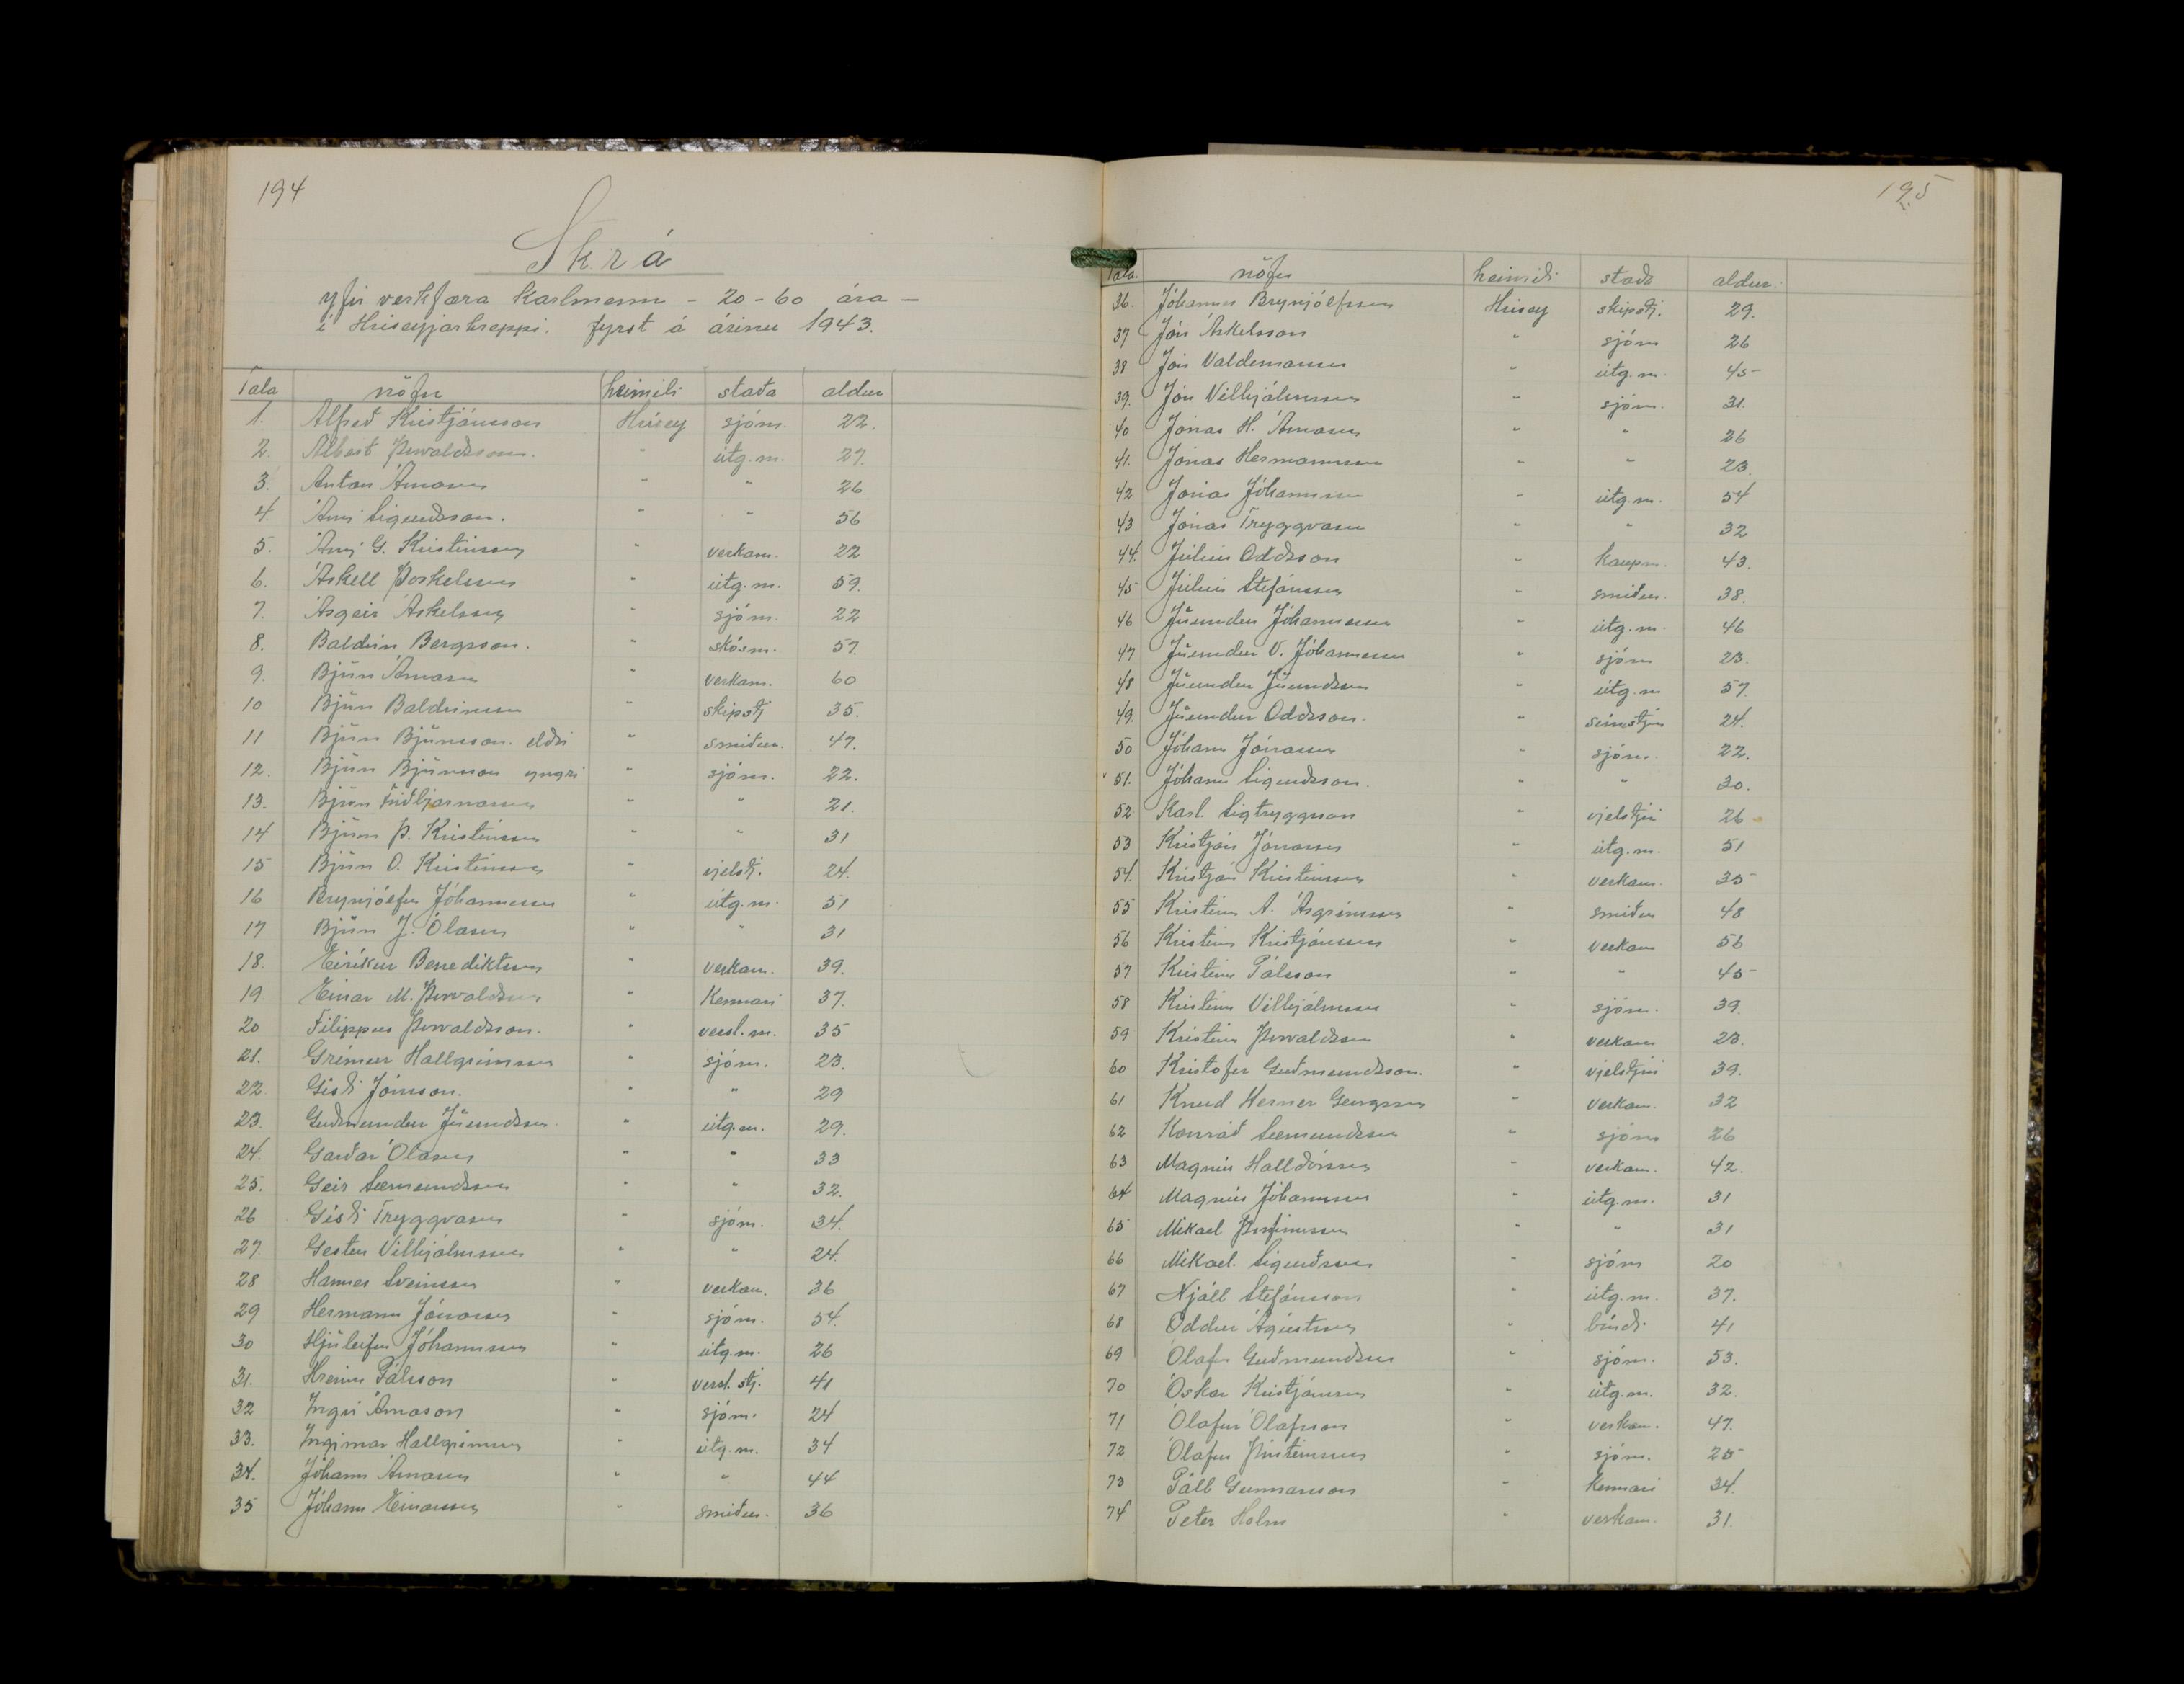 194
Skrá
yfir verkfæra karlmenn - 20-60 ára -
í Hríseyjarhreppi. fyrst á árinu 1943.
Tala nöfn heimili staða aldur
1. Alfreð Kristjánsson Hrísey sjóm. 22.
2. Albert Þorvaldsson. " útg.m. 27.
3. Anton Árnason " " 26
4. Árni Sigurðsson. " " 56
5. Árni G. Kristinsson " verkam. 22
6. Áskell Þorkelsson " útg.m. 59.
7. Ásgeir Áskelsson " sjóm. 22
8. Baldvin Bergsson. " skósm. 57.
9. Björn Árnason " verkam. 60
10 Björn Baldvinsson " skipstj 35.
11 Björn Björnsson. eldri " smiður. 47.
12. Björn Björnsson yngri " sjóm. 22.
13. Björn Friðbjarnarson " " 21.
14 Björn Þ. Kristinsson " " 31
15 Björn O. Kristinsson " vjelstj. 24.
16 Brynjólfur Jóhannesson " útg.m. 51
17 Björn J. Ólason " " 31
18. Eiríkur Benediktsson " verkam. 39.
19 Einar M. Þorvaldsson " Kennari 37.
20 Filippus Þorvaldsson. " versl.m. 35
21. Grímur Hallgrímsson " sjóm. 23.
22 Gísli Jónsson. " " 29
23. Guðmundur Jörundsson " útg.m. 29.
24. Garðar Ólason " " 33
25. Geir Sæmundsson " " 32.
26 Gísli Tryggvason " sjóm. 34.
27. Gestur Vilhjálmsson " " 24.
28 Hannes Sveinsson " verkam. 36
29 Hermann Jónasson " sjóm. 54.
30 Hjörleifur Jóhannsson " útg.m. 26
31. Hreinn Pálsson " versl.stj. 41
32 Ingvi Árnason " sjóm. 24
33. Ingimar Hallgrímsson " útg.m. 34
34. Jóhann Árnason " " 44
35 Jóhann Einarsson " smiður. 36
195
Tala. nöfn heimili staða aldur.
36. Jóhannes Brynjólfsson Hrísey skipstj. 29.
37 Jón Áskelsson " sjóm 26
38 Jón Valdemarsson " útg.m. 45
39. Jón Vilhjálmsson " sjóm. 31.
40 Jónas H. Árnason " " 26
41. Jónas Hermannsson " " 23.
42 Jónas Jóhannsson " útg.m. 54
43 Jónas Tryggvason " " 32
44. Júlíus Oddsson " kaupm. 43.
45 Júlíus Stefánsson " smiður. 38.
46 Jörundur Jóhannesson " útg.m. 46
47 Jörundur V. Jóhannesson " sjóm 23.
48 Jörundur Jörundsson " útg.m 57.
49. Jörundur Oddsson. " símstjóri 24.
50 Jóhann Jónasson " sjóm. 22.
51. Jóhann Sigurðsson. " " 30.
52 Karl. Sigtryggsson " vjelstjóri 26
53 Kristján Jónasson " útg.m. 51
54. Kristján Kristinsson " verkam. 35
55 Kristinn A. Ásgrímsson " smiður 48
56 Kristinn Kristjánsson " verkam 56
57 Kristinn Pálsson " " 45
58 Kristinn Vilhjálmsson " sjóm. 39.
59 Kristinn Þorvaldsson " verkam 23.
60 Kristofer Guðmundsson. " vjelstjóri 39.
61 Knud Herner Georgsson " verkam. 32
62 Konráð Sæmundsson " sjóm 26
63 Magnús Halldórsson " verkam. 42.
64 Magnús Jóhannsson " útg.m. 31
65 Mikael Þorfinnsson " " 31
66 Mikael. Sigurðsson " sjóm 20
67 Njáll Stefánsson " útg.m. 37.
68 Oddur Ágústsson " bóndi 41
69 Ólafur Guðmundsson " sjóm. 53.
70 Óskar Kristjánsson " útg.m. 32.
71 Ólafur Ólafsson " verkam. 47.
72 Ólafur Þorsteinsson " sjóm. 25
73 Páll Gunnarsson " Kennari 34.
74 Peter Holm " verkam. 31.